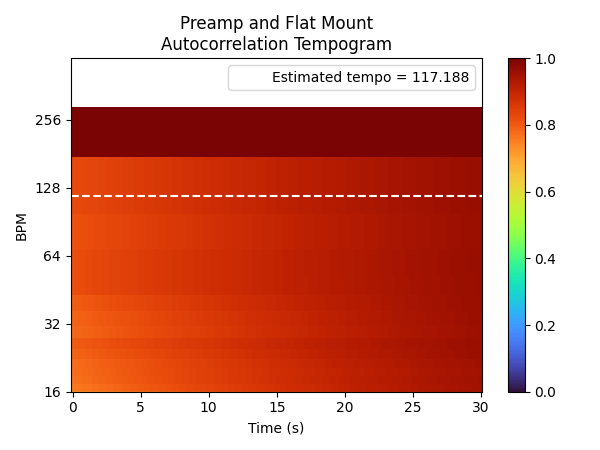 Preamp and Flat Mount
Autocorrelation Tempogram
Estimated tempo = 117.188
BPM
256
128
64
32
16
0 5 10 15 20 25 30
Time (s)
1.0
0.8
0.6
0.4
0.2
0.0